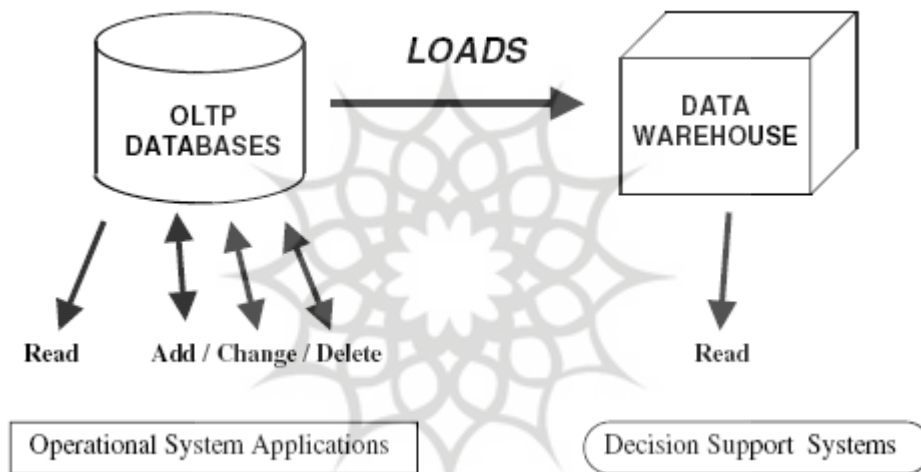 LOADS
OLTP
DATABASES
DATA
WAREHOUSE
Read
Add / Change / Delete
Read
Operational System Applications
Decision Support Systems